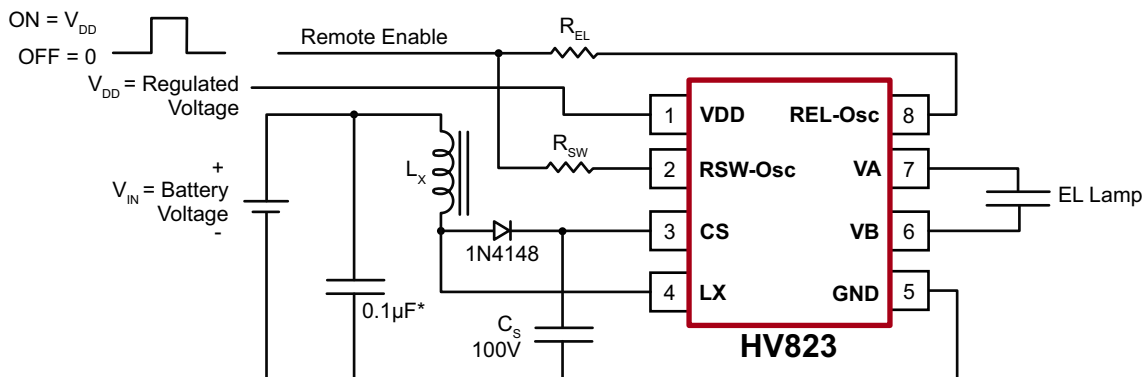 ON = VDD
OFF = 0
Remote Enable
REL
VDD = Regulated
Voltage
1 VDD
REL-Osc 8
RSW
2 RSW-Osc
VA 7
LX
+
VIN = Battery
Voltage
-
EL Lamp
3 CS
VB 6
1N4148
4 LX
GND 5
0.1µF*
CS
100V
HV823